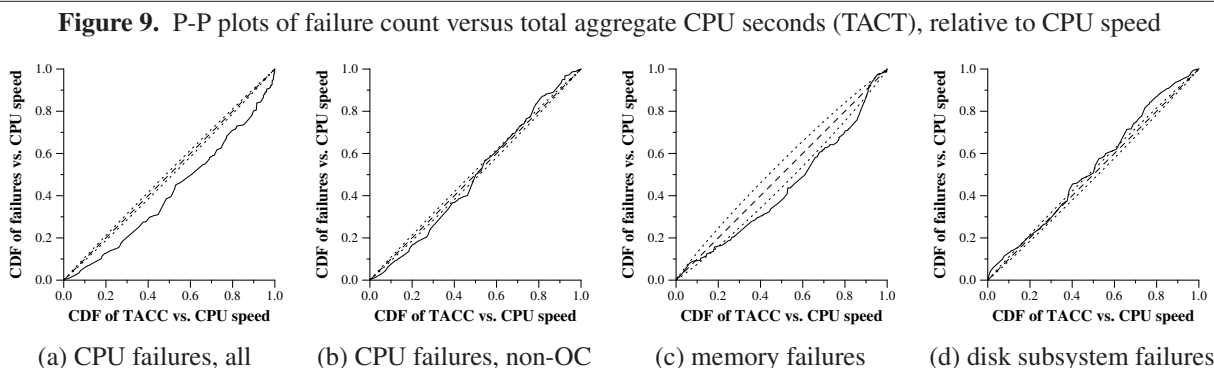 Figure 9. P-P plots of failure count versus total aggregate CPU seconds (TACT), relative to CPU speed
CDF of failures vs. CPU speed
1.0
0.8
0.6
0.4
0.2
0.0
0.0 0.2 0.4 0.6 0.8 1.0
CDF of TACC vs. CPU speed
(a) CPU failures, all
CDF of failures vs. CPU speed
1.0
0.8
0.6
0.4
0.2
0.0
0.0 0.2 0.4 0.6 0.8 1.0
CDF of TACC vs. CPU speed
(b) CPU failures, non-OC
CDF of failures vs. CPU speed
1.0
0.8
0.6
0.4
0.2
0.0
0.0 0.2 0.4 0.6 0.8 1.0
CDF of TACC vs. CPU speed
(c) memory failures
CDF of failures vs. CPU speed
1.0
0.8
0.6
0.4
0.2
0.0
0.0 0.2 0.4 0.6 0.8 1.0
CDF of TACC vs. CPU speed
(d) disk subsystem failures